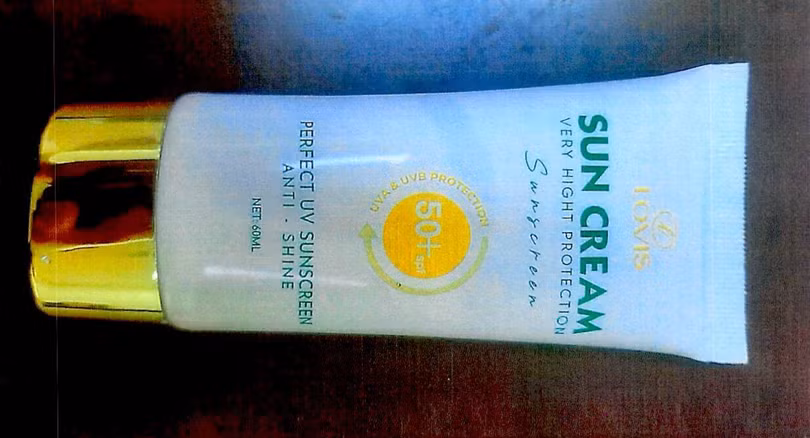 LOVIS
SUN CREAM
VERY HIGHT PROTECTION
Sunscreen
UVA & UVB PROTECTION
50+ spf
PERFECT UV SUNSCREEN
ANTI - SHINE
NET: 60ML